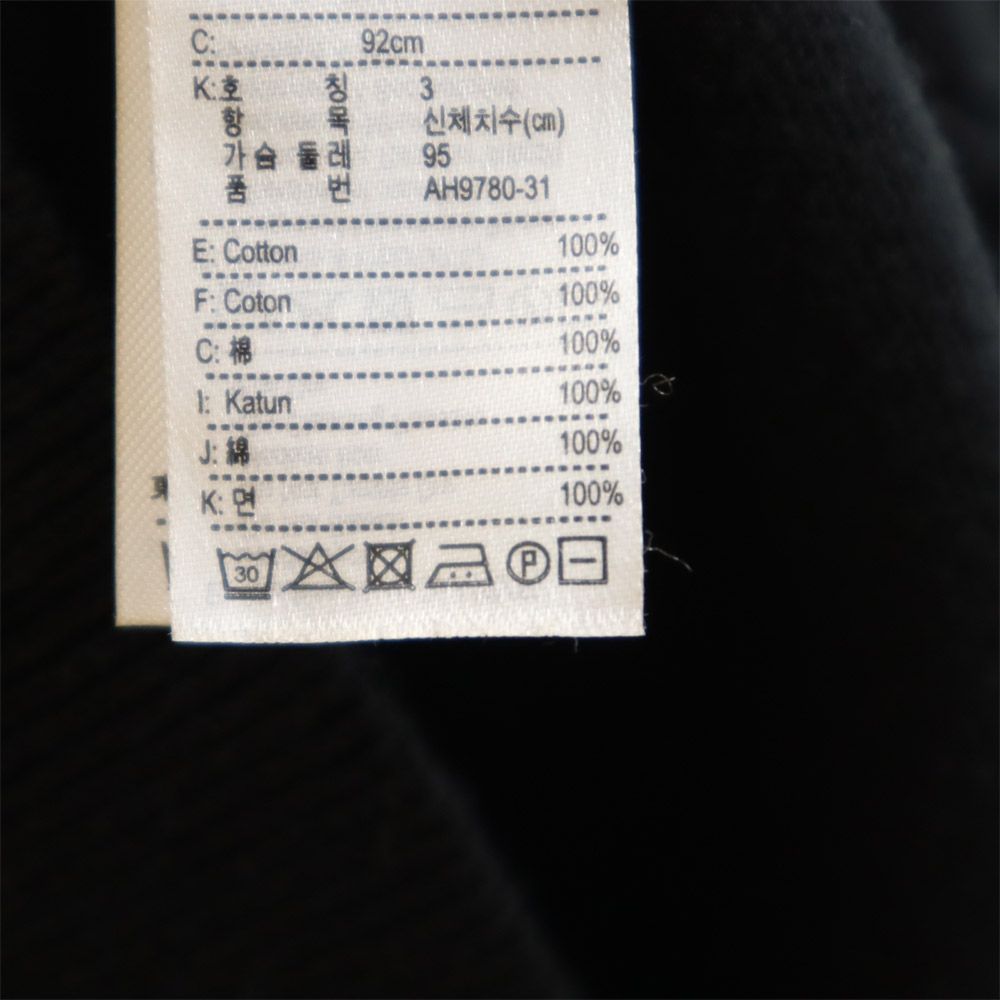 C: 92cm
K:호 칭 3
항 목 신체치수(cm)
가슴 둘레 95
품 번 AH9780-31
E: Cotton 100%
F: Coton 100%
C: 棉 100%
I: Katun 100%
J: 綿 100%
K: 면 100%
30
P